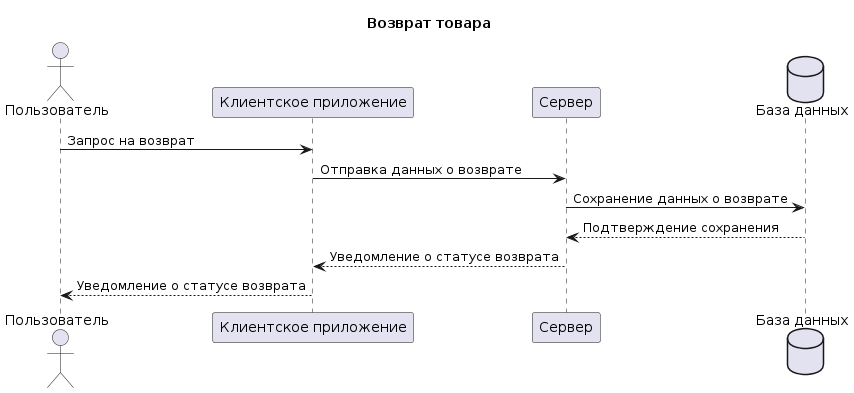 Возврат товара
Пользователь
Клиентское приложение
Сервер
База данных
Запрос на возврат
Отправка данных о возврате
Сохранение данных о возврате
Подтверждение сохранения
Уведомление о статусе возврата
Уведомление о статусе возврата
Пользователь
Клиентское приложение
Сервер
База данных